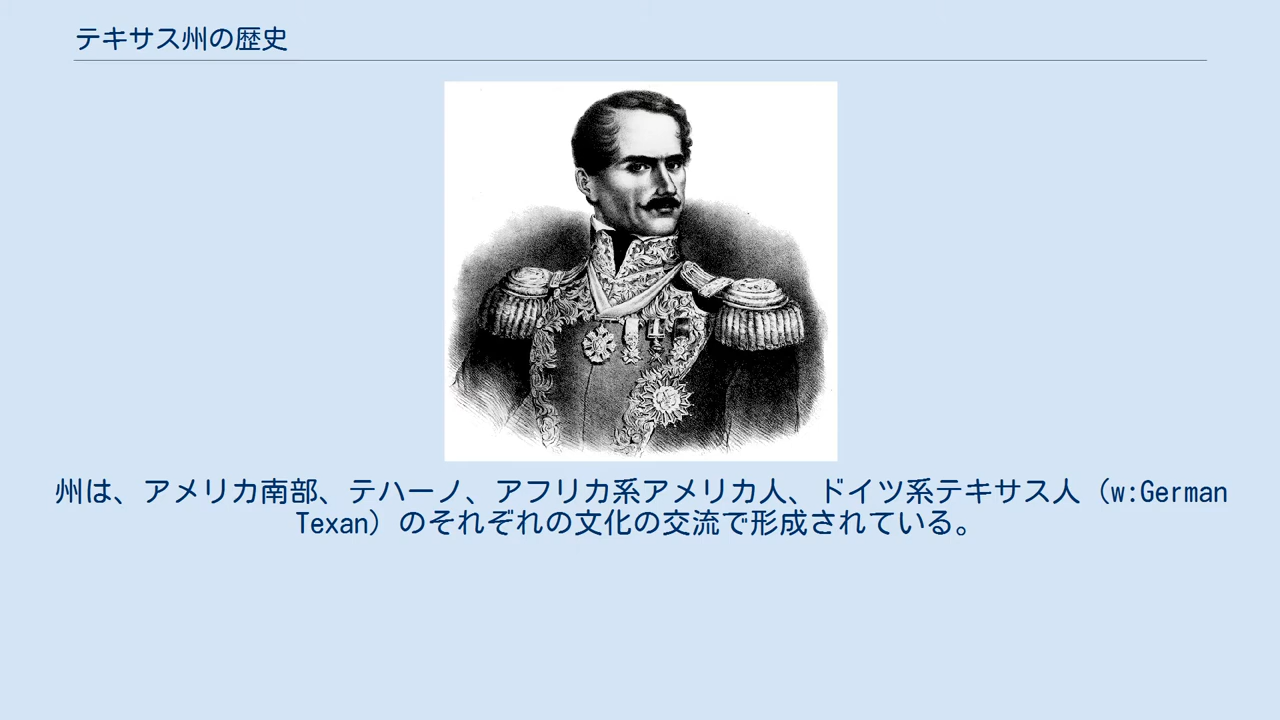 テキサス州の歴史
州は、アメリカ南部、テハーノ、アフリカ系アメリカ人、ドイツ系テキサス人（w:German
Texan）のそれぞれの文化の交流で形成されている。